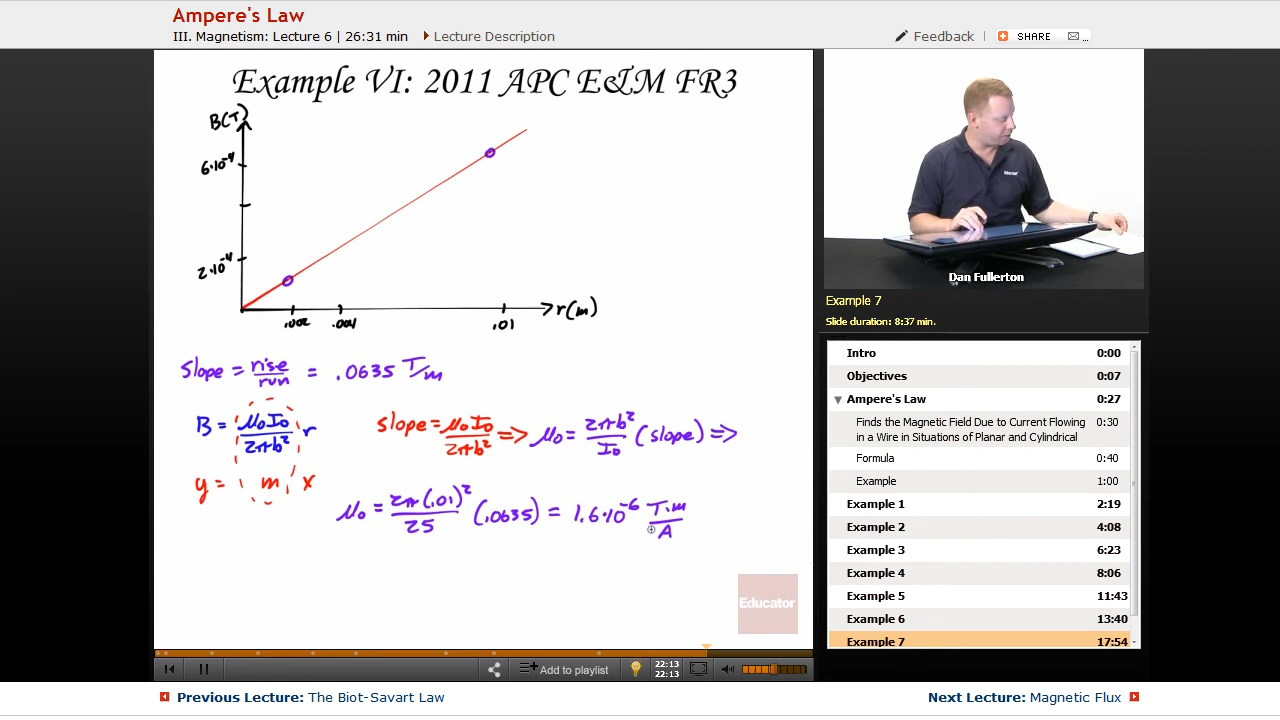 Ampere's Law
III. Magnetism: Lecture 6 | 26:31 min
Lecture Description
Feedback
SHARE
...
Example VI: 2011 APC E&M FR3
B(T)
6·10⁻⁴
2·10⁻⁴
.002
.004
.01
r(m)
slope = rise/run = .0635 T/m
B = μ₀I₀/2πb² r
slope = μ₀I₀/2πb² => μ₀ = 2πb²/I₀ (slope) =>
y = m x
μ₀ = 2π(.01)²/25 (.0635) = 1.6·10⁻⁶ T·m/A
Educator
Dan Fullerton
Example 7
Slide duration: 8:37 min.
Intro 0:00
Objectives 0:07
Ampere's Law 0:27
Finds the Magnetic Field Due to Current Flowing 0:30
in a Wire in Situations of Planar and Cylindrical
Formula 0:40
Example 1:00
Example 1 2:19
Example 2 4:08
Example 3 6:23
Example 4 8:06
Example 5 11:43
Example 6 13:40
Example 7 17:54
Add to playlist
22:13
22:13
Previous Lecture: The Biot-Savart Law
Next Lecture: Magnetic Flux